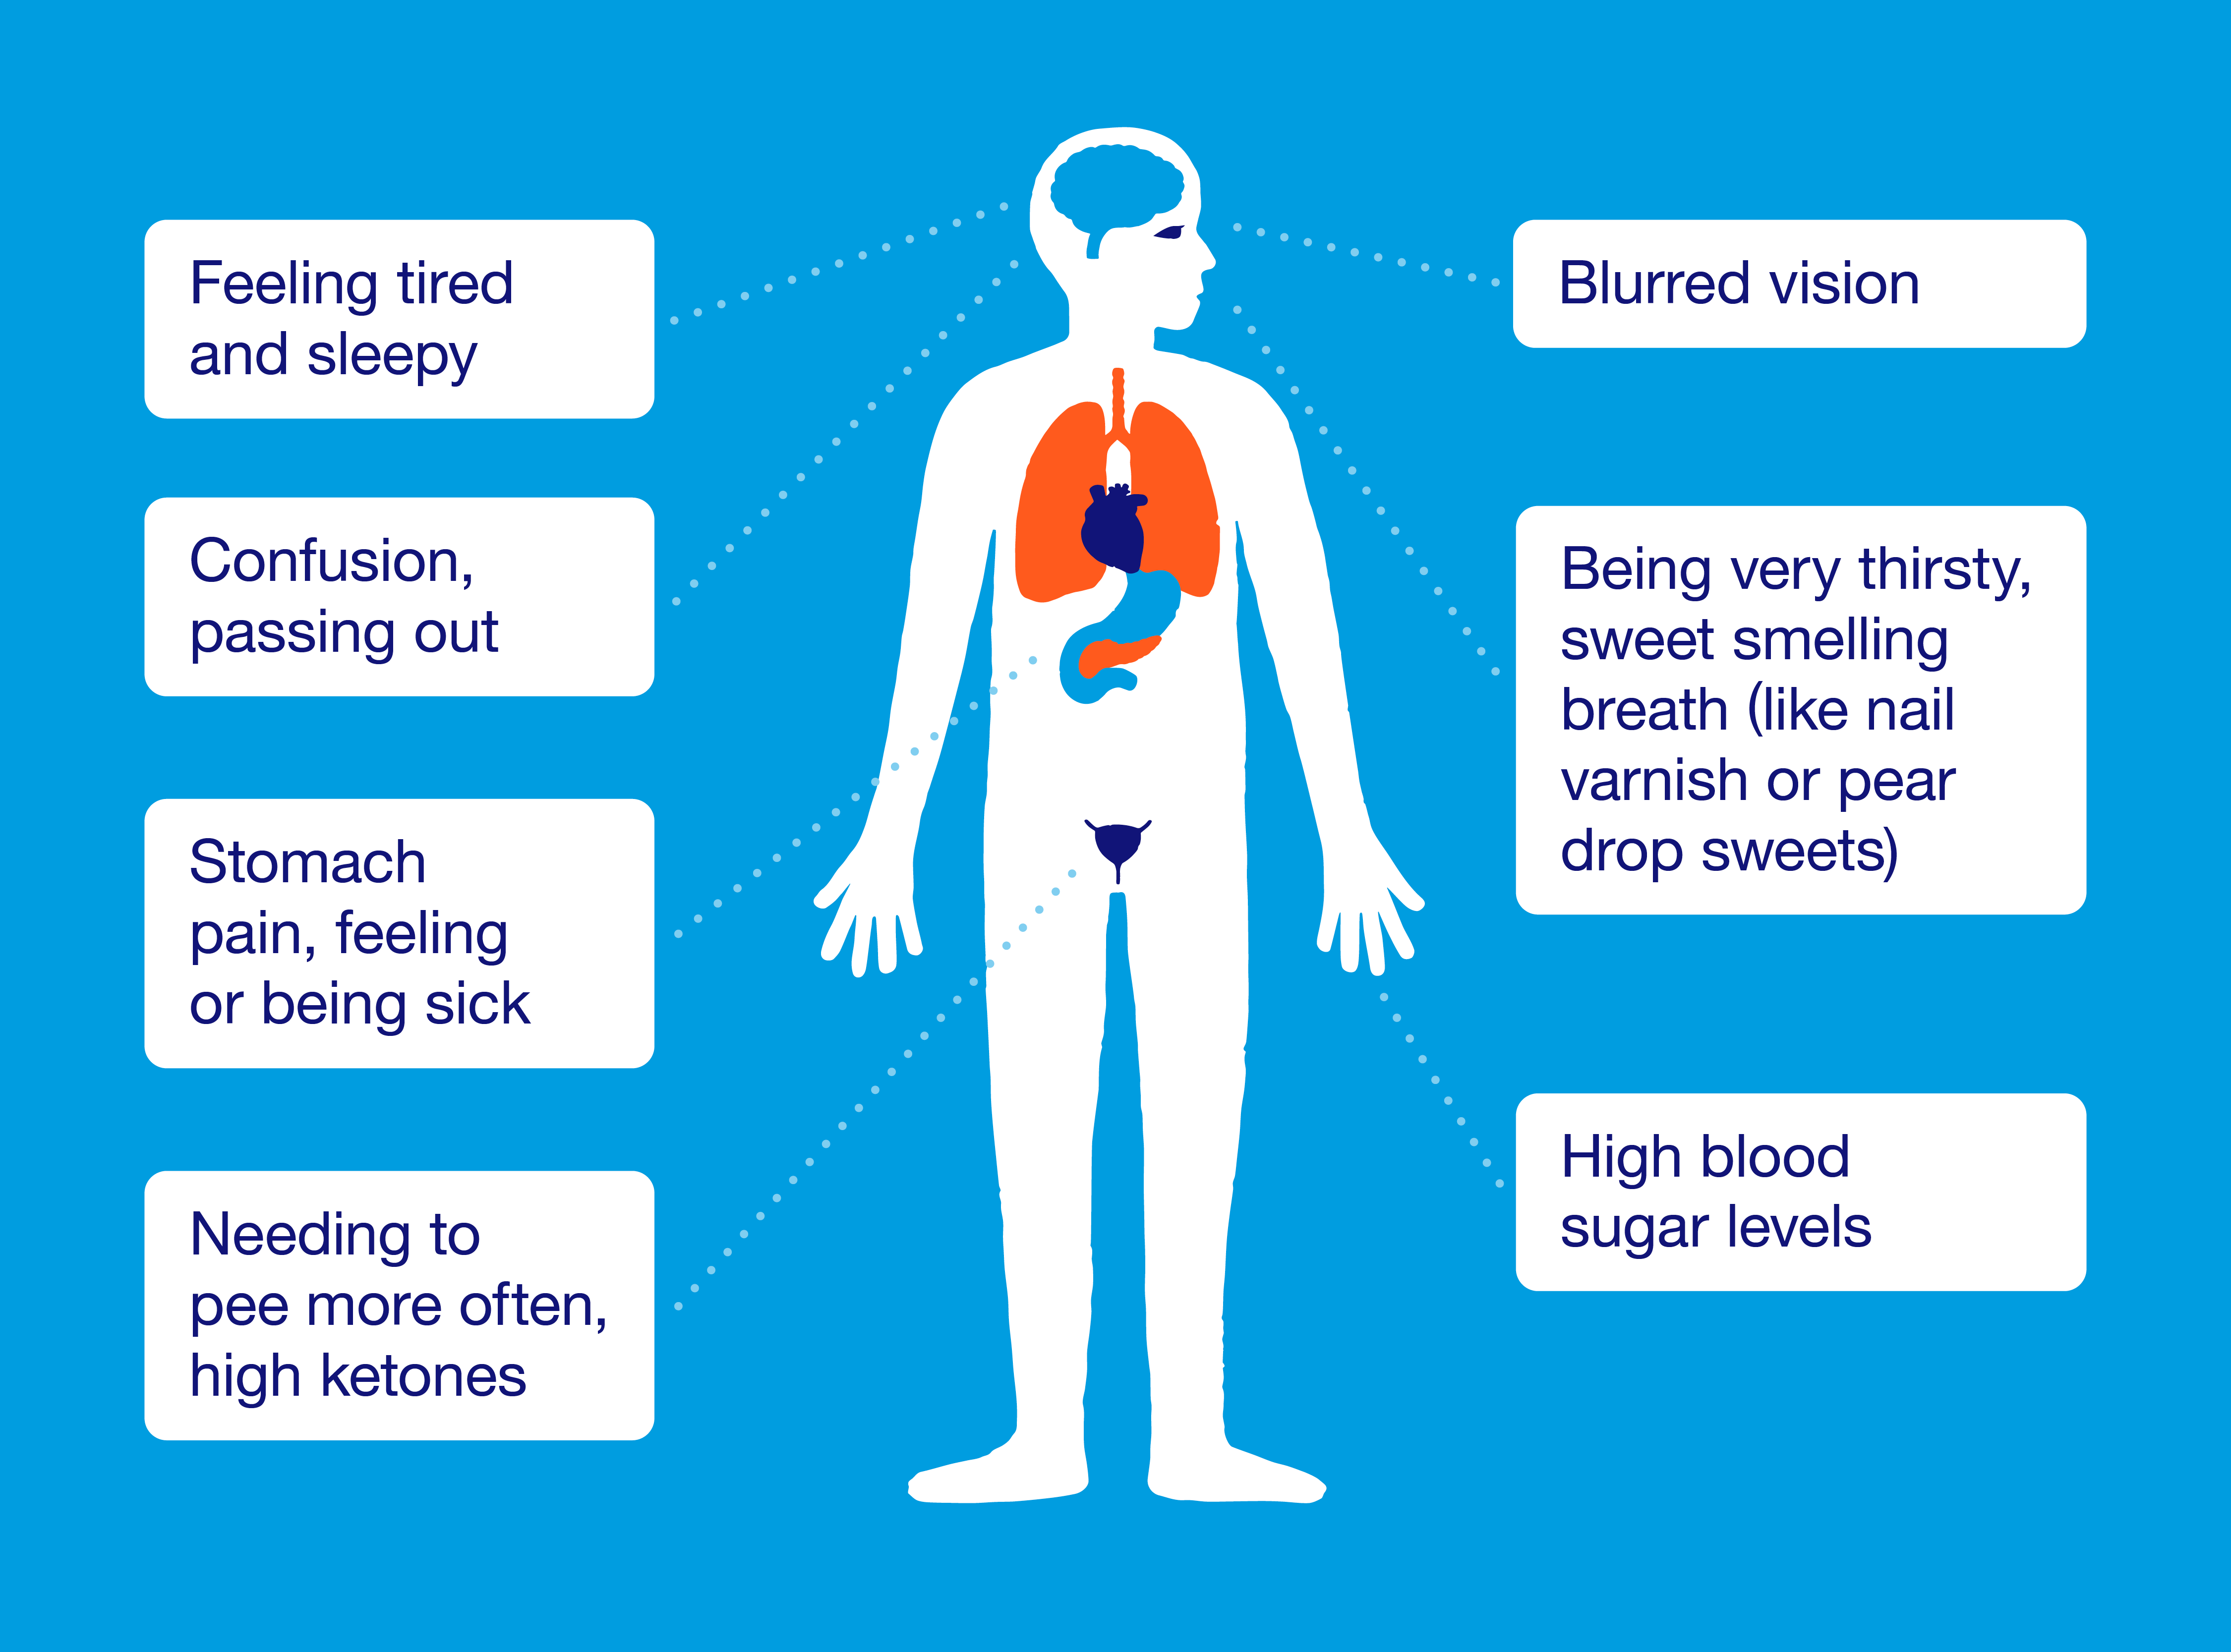 Feeling tired
and sleepy
Confusion,
passing out
Stomach
pain, feeling
or being sick
Needing to
pee more often,
high ketones
Blurred vision
Being very thirsty,
sweet smelling
breath (like nail
varnish or pear
drop sweets)
High blood
sugar levels